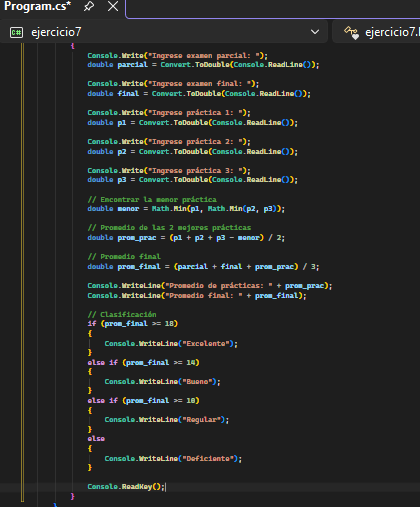 Program.cs*
ejercicio7
ejercicio7.
{
Console.Write("Ingrese examen parcial: ");
double parcial = Convert.ToDouble(Console.ReadLine());
Console.Write("Ingrese examen final: ");
double final = Convert.ToDouble(Console.ReadLine());
Console.Write("Ingrese práctica 1: ");
double p1 = Convert.ToDouble(Console.ReadLine());
Console.Write("Ingrese práctica 2: ");
double p2 = Convert.ToDouble(Console.ReadLine());
Console.Write("Ingrese práctica 3: ");
double p3 = Convert.ToDouble(Console.ReadLine());
// Encontrar la menor práctica
double menor = Math.Min(p1, Math.Min(p2, p3));
// Promedio de las 2 mejores prácticas
double prom_prac = (p1 + p2 + p3 - menor) / 2;
// Promedio final
double prom_final = (parcial + final + prom_prac) / 3;
Console.WriteLine("Promedio de prácticas: " + prom_prac);
Console.WriteLine("Promedio final: " + prom_final);
// Clasificación
if (prom_final >= 18)
{
Console.WriteLine("Excelente");
}
else if (prom_final >= 14)
{
Console.WriteLine("Bueno");
}
else if (prom_final >= 10)
{
Console.WriteLine("Regular");
}
else
{
Console.WriteLine("Deficiente");
}
Console.ReadKey();
}